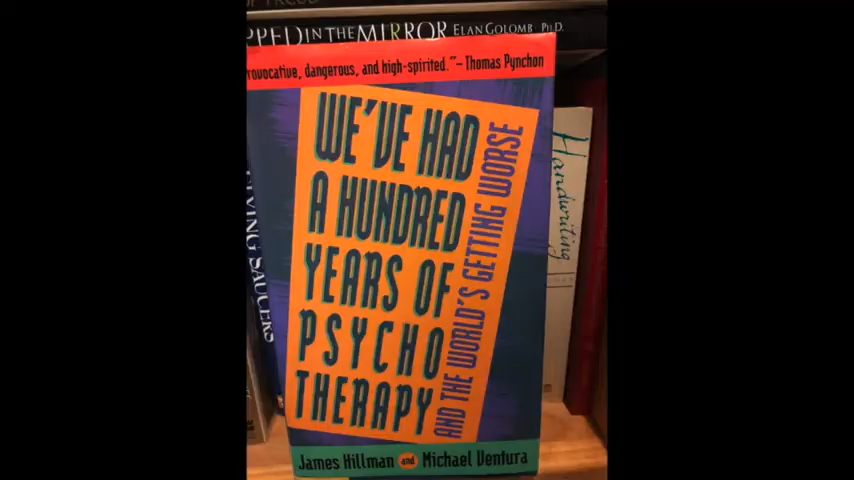 PPED IN THE MIRROR ELAN GOLOMB, PH.D.
rovocative, dangerous, and high-spirited."– Thomas Pynchon
WE'VE HAD
A HUNDRED
YEARS OF
PSYCHO
THERAPY
AND THE WORLD'S GETTING WORSE
James Hillman and Michael Ventura
SAUCERS
Handwriting